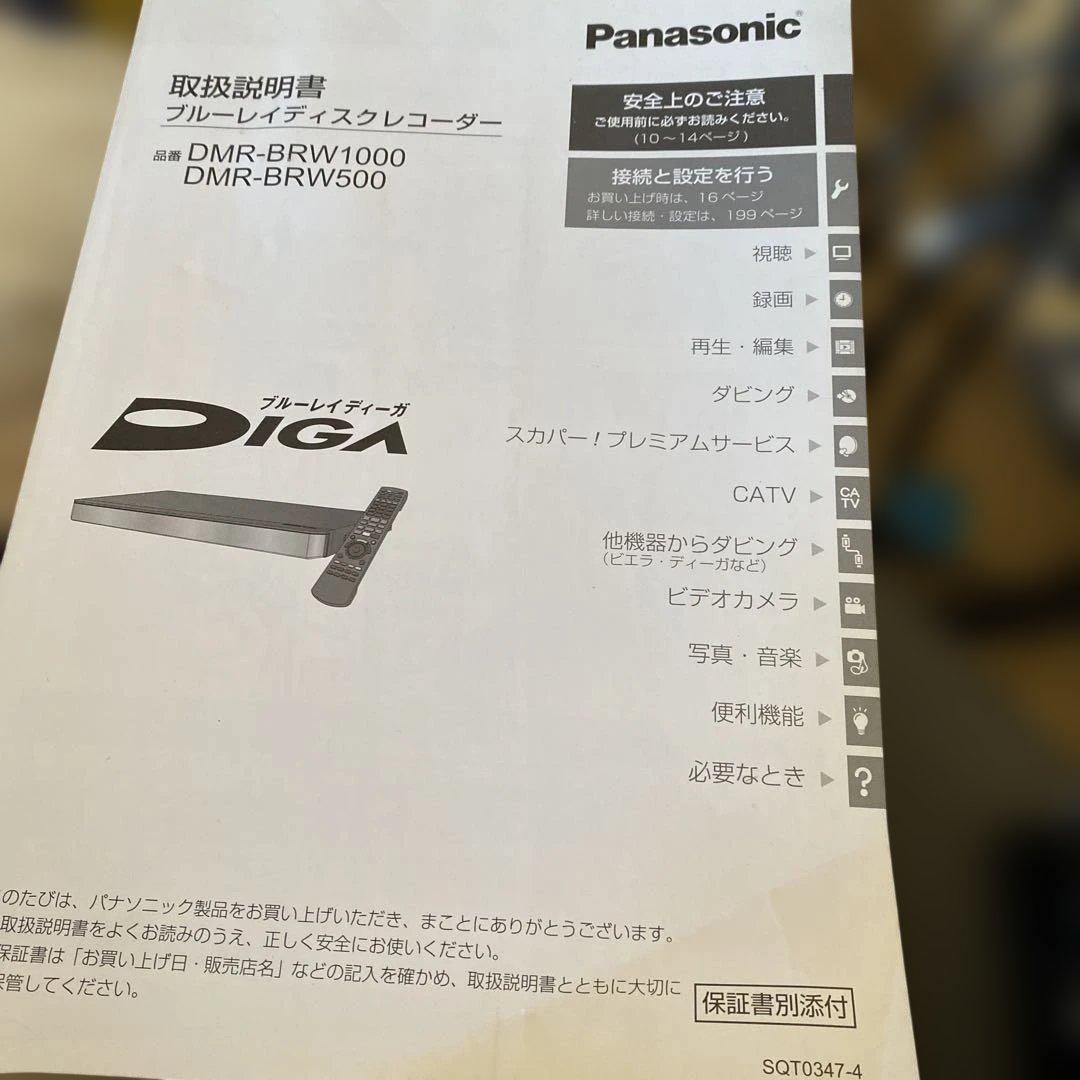 Panasonic®
取扱説明書
ブルーレイディスクレコーダー
品番 DMR-BRW1000
DMR-BRW500
安全上のご注意
ご使用前に必ずお読みください。
(10～14ページ)
接続と設定を行う
お買い上げ時は、16ページ
詳しい接続・設定は、199ページ
視聴 ▶
録画 ▶
再生・編集 ▶
ダビング ▶
スカパー！プレミアムサービス ▶
CATV ▶
CA
TV
他機器からダビング ▶
（ビエラ・ディーガなど）
ビデオカメラ ▶
写真・音楽 ▶
便利機能 ▶
必要なとき ▶
?
ブルーレイディーガ
DIGA
のたびは、パナソニック製品をお買い上げいただき、まことにありがとうございます。
取扱説明書をよくお読みのうえ、正しく安全にお使いください。
保証書は「お買い上げ日・販売店名」などの記入を確かめ、取扱説明書とともに大切に
管してください。
保証書別添付
SQT0347-4